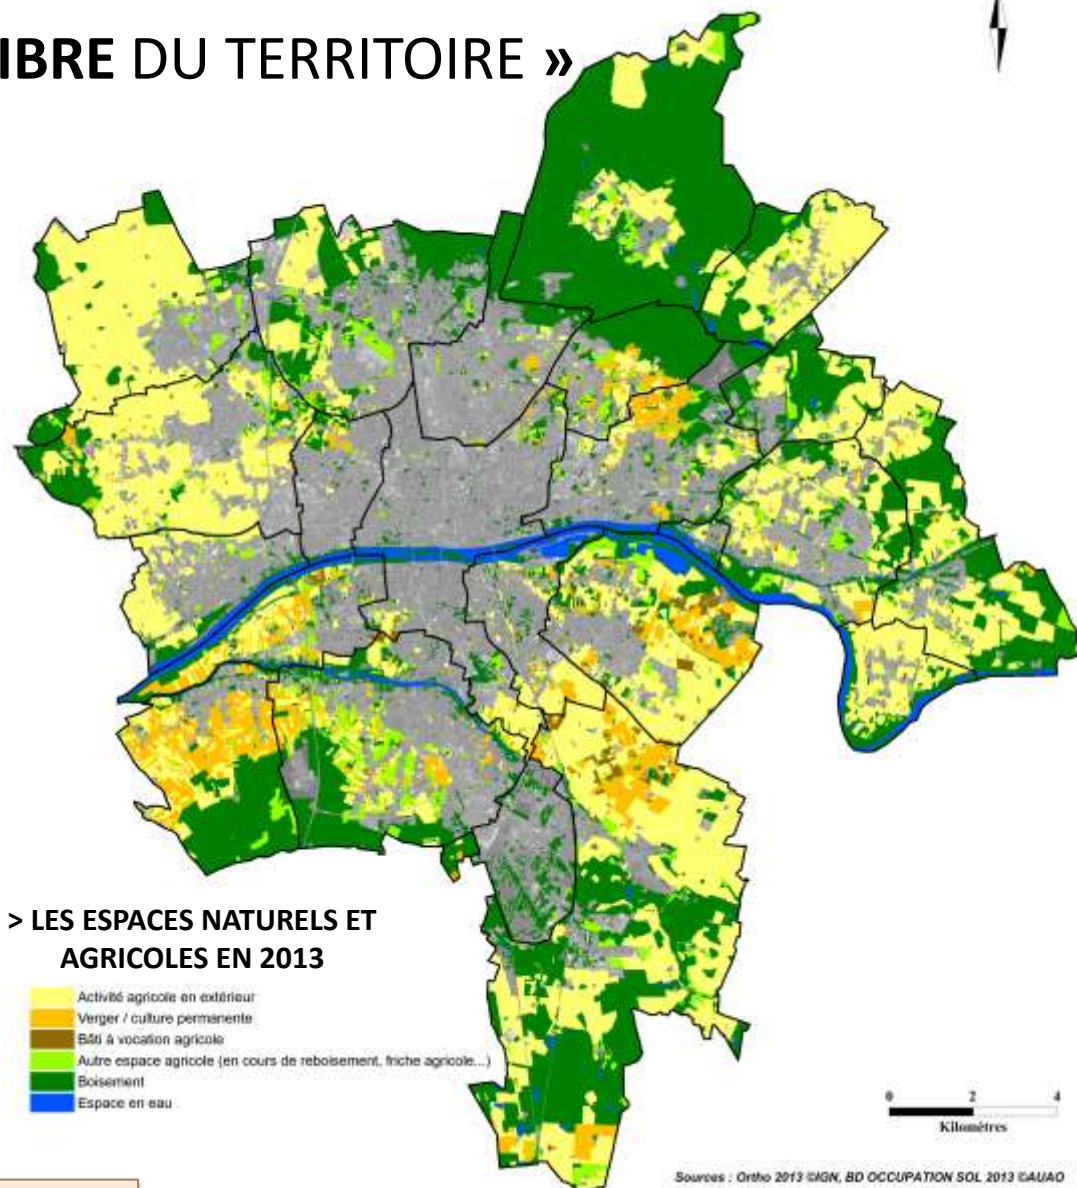 IBRE DU TERRITOIRE »
> LES ESPACES NATURELS ET
AGRICOLES EN 2013
Activité agricole en extérieur
Verger / culture permanente
Bâti à vocation agricole
Autre espace agricole (en cours de reboisement, friche agricole...)
Boisement
Espace en eau
0 2 4
Kilomètres
Sources : Ortho 2013 ©IGN, BD OCCUPATION SOL 2013 ©AUAO